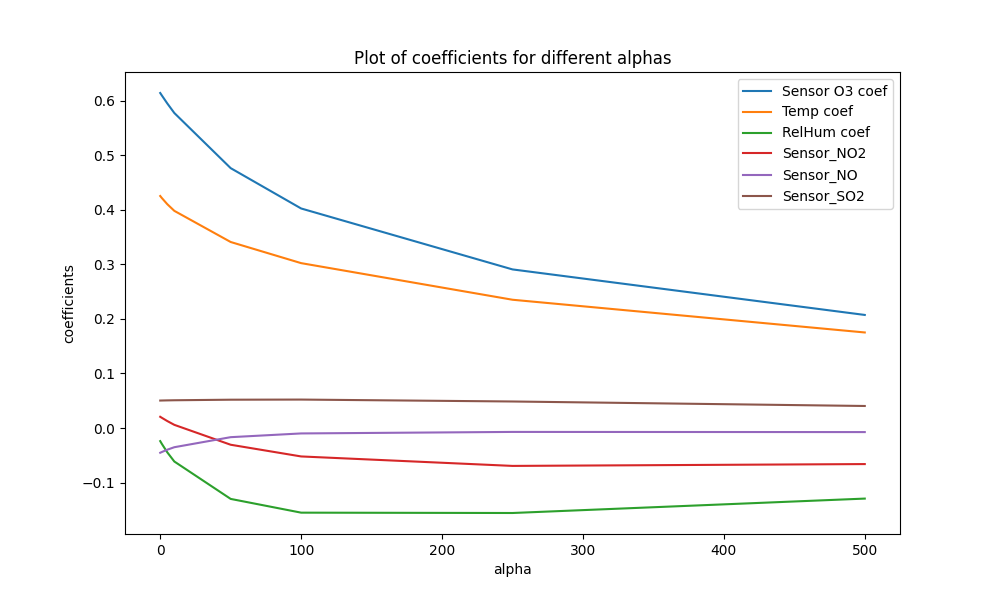 Plot of coefficients for different alphas
Sensor O3 coef
Temp coef
RelHum coef
Sensor_NO2
Sensor_NO
Sensor_SO2
coefficients
0.6
0.5
0.4
0.3
0.2
0.1
0.0
−0.1
0
100
200
300
400
500
alpha